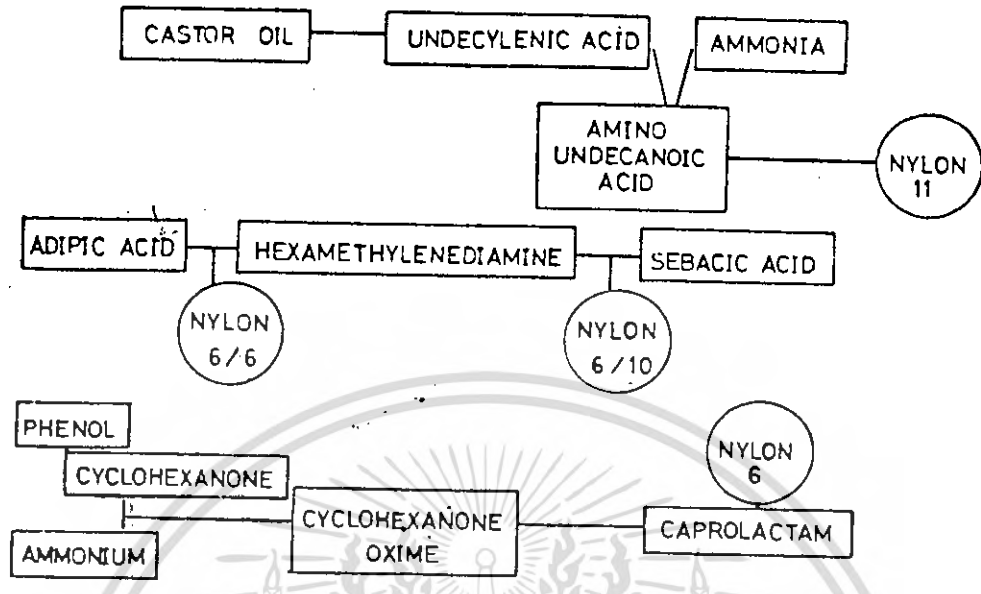 CASTOR OIL
UNDECYLENIC ACID
AMMONIA
AMINO
UNDECANOIC
ACID
NYLON
11
ADIPIC ACID
HEXAMETHYLENEDIAMINE
SEBACIC ACID
NYLON
6/6
NYLON
6/10
PHENOL
CYCLOHEXANONE
AMMONIUM
CYCLOHEXANONE
OXIME
NYLON
6
CAPROLACTAM